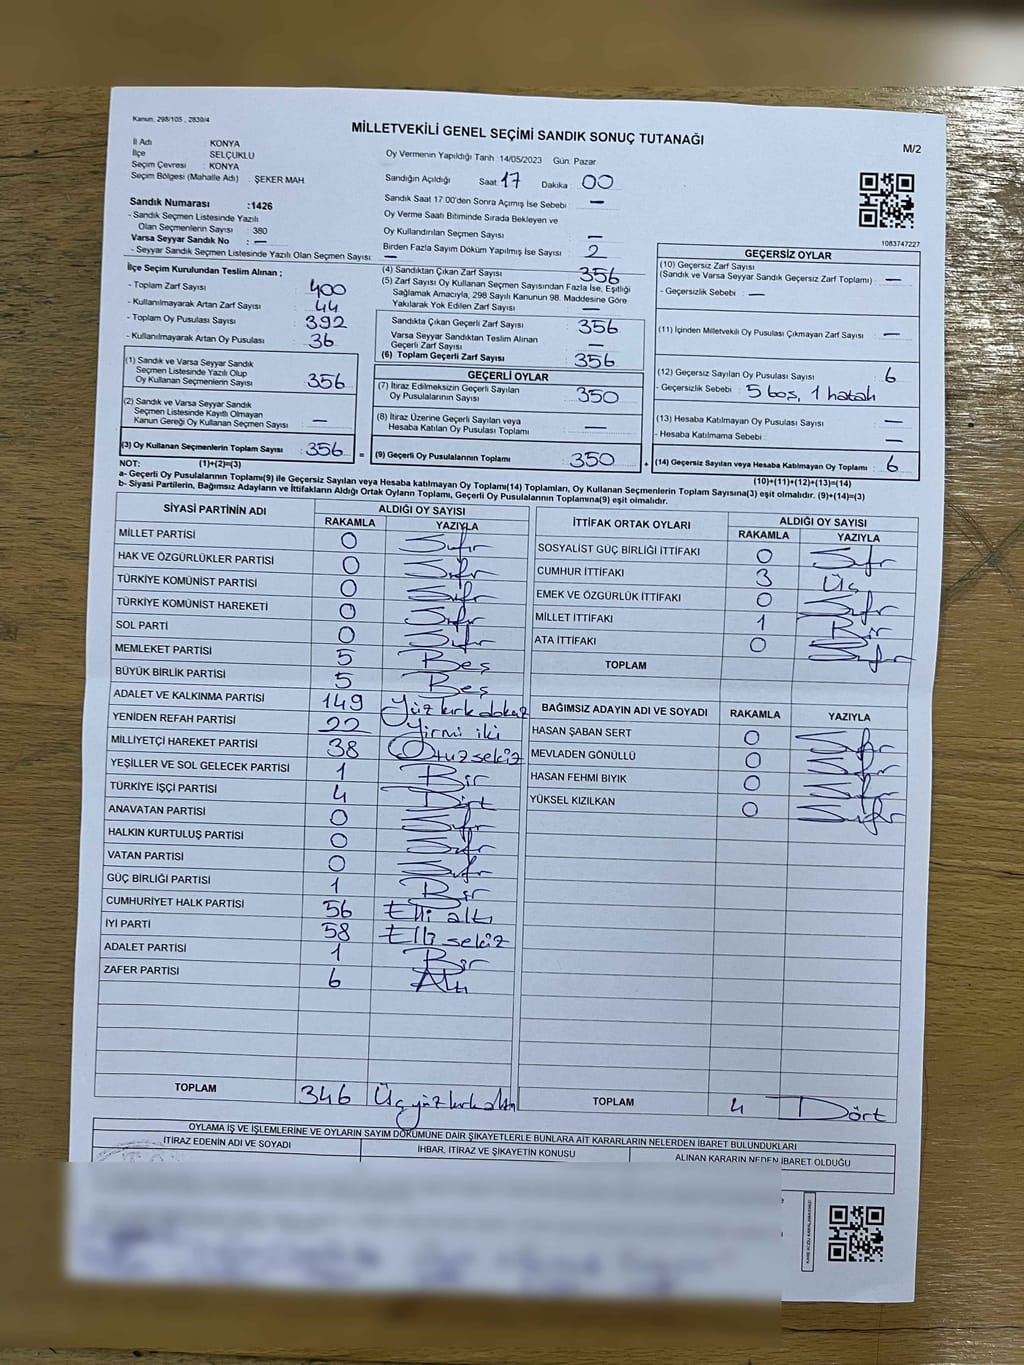 Kanun: 298/105 , 2839/4
MİLLETVEKİLİ GENEL SEÇİMİ SANDIK SONUÇ TUTANAĞI
M/2
İl Adı KONYA
İlçe SELÇUKLU
Seçim Çevresi : KONYA
Seçim Bölgesi (Mahalle Adı) . ŞEKER MAH.
Sandık Numarası :1426
- Sandık Seçmen Listesinde Yazılı
Olan Seçmenlerin Sayısı : 380
Varsa Seyyar Sandık No : —
- Seyyar Sandık Seçmen Listesinde Yazılı Olan Seçmen Sayısı: —
Oy Vermenin Yapıldığı Tarih :14/05/2023 Gün: Pazar
Sandığın Açıldığı Saat: 17 Dakika : 00
Sandık Saat 17:00'den Sonra Açımış İse Sebebi : —
Oy Verme Saati Bitiminde Sırada Bekleyen ve
Oy Kullandırılan Seçmen Sayısı : —
Birden Fazla Sayım Döküm Yapılmış İse Sayısı : 2
1083747227
İlçe Seçim Kurulundan Teslim Alınan ;
- Toplam Zarf Sayısı : 400
- Kullanılmayarak Artan Zarf Sayısı : 44
- Toplam Oy Pusulası Sayısı : 392
- Kullanılmayarak Artan Oy Pusulası : 36
(1) Sandık ve Varsa Seyyar Sandık
Seçmen Listesinde Yazılı Olup
Oy Kullanan Seçmenlerin Sayısı : 356
(2) Sandık ve Varsa Seyyar Sandık
Seçmen Listesinde Kayıtlı Olmayan
Kanun Gereği Oy Kullanan Seçmen Sayısı : —
(3) Oy Kullanan Seçmenlerin Toplam Sayısı : 356
(4) Sandıktan Çıkan Zarf Sayısı : 356
(5) Zarf Sayısı Oy Kullanan Seçmen Sayısından Fazla İse, Eşitliği
Sağlamak Amacıyla, 298 Sayılı Kanunun 98. Maddesine Göre
Yakılarak Yok Edilen Zarf Sayısı : —
Sandıkta Çıkan Geçerli Zarf Sayısı : 356
Varsa Seyyar Sandıktan Teslim Alınan
Geçerli Zarf Sayısı : —
(6) Toplam Geçerli Zarf Sayısı : 356
GEÇERLİ OYLAR
(7) İtiraz Edilmeksizin Geçerli Sayılan
Oy Pusulalarının Sayısı : 350
(8) İtiraz Üzerine Geçerli Sayılan veya
Hesaba Katılan Oy Pusulası Toplamı : —
= (9) Geçerli Oy Pusulalarının Toplamı : 350
GEÇERSİZ OYLAR
(10) Geçersiz Zarf Sayısı
(Sandık ve Varsa Seyyar Sandık Geçersiz Zarf Toplamı) : —
- Geçersizlik Sebebi : —
(11) İçinden Milletvekili Oy Pusulası Çıkmayan Zarf Sayısı : —
(12) Geçersiz Sayılan Oy Pusulası Sayısı : 6
- Geçersizlik Sebebi : 5 boş, 1 hatalı
(13) Hesaba Katılmayan Oy Pusulası Sayısı : —
- Hesaba Katılmama Sebebi : —
+ (14) Geçersiz Sayılan veya Hesaba Katılmayan Oy Toplamı : 6
NOT: (1)+(2)=(3)
(10)+(11)+(12)+(13)=(14)
a- Geçerli Oy Pusulalarının Toplamı(9) ile Geçersiz Sayılan veya Hesaba katılmayan Oy Toplamı(14) Toplamları, Oy Kullanan Seçmenlerin Toplam Sayısına(3) eşit olmalıdır. (9)+(14)=(3)
b- Siyasi Partilerin, Bağımsız Adayların ve İttifakların Aldığı Ortak Oyların Toplamı, Geçerli Oy Pusulalarının Toplamına(9) eşit olmalıdır.
SİYASİ PARTİNİN ADI ALDIĞI OY SAYISI
RAKAMLA YAZIYLA
MİLLET PARTİSİ 0 Sıfır
HAK VE ÖZGÜRLÜKLER PARTİSİ 0 Sıfır
TÜRKİYE KOMÜNİST PARTİSİ 0 Sıfır
TÜRKİYE KOMÜNİST HAREKETİ 0 Sıfır
SOL PARTİ 0 Sıfır
MEMLEKET PARTİSİ 5 Beş
BÜYÜK BİRLİK PARTİSİ 5 Beş
ADALET VE KALKINMA PARTİSİ 149 Yüz kırk dokuz
YENİDEN REFAH PARTİSİ 22 Yirmi iki
MİLLİYETÇİ HAREKET PARTİSİ 38 Otuz sekiz
YEŞİLLER VE SOL GELECEK PARTİSİ 1 Bir
TÜRKİYE İŞÇİ PARTİSİ 4 Dört
ANAVATAN PARTİSİ 0 Sıfır
HALKIN KURTULUŞ PARTİSİ 0 Sıfır
VATAN PARTİSİ 0 Sıfır
GÜÇ BİRLİĞİ PARTİSİ 1 Bir
CUMHURİYET HALK PARTİSİ 56 Elli altı
İYİ PARTİ 58 Elli sekiz
ADALET PARTİSİ 1 Bir
ZAFER PARTİSİ 6 Altı
TOPLAM 346 Üçyüz kırk altı
İTTİFAK ORTAK OYLARI ALDIĞI OY SAYISI
RAKAMLA YAZIYLA
SOSYALİST GÜÇ BİRLİĞİ İTTİFAKI 0 Sıfır
CUMHUR İTTİFAKI 3 Üç
EMEK VE ÖZGÜRLÜK İTTİFAKI 0 Sıfır
MİLLET İTTİFAKI 1 Bir
ATA İTTİFAKI 0 Sıfır
TOPLAM
BAĞIMSIZ ADAYIN ADI VE SOYADI RAKAMLA YAZIYLA
HASAN ŞABAN SERT 0 Sıfır
MEVLADEN GÖNÜLLÜ 0 Sıfır
HASAN FEHMİ BIYIK 0 Sıfır
YÜKSEL KIZILKAN 0 Sıfır
TOPLAM 4 Dört
OYLAMA İŞ VE İŞLEMLERİNE VE OYLARIN SAYIM DÖKÜMÜNE DAİR ŞİKAYETLERLE BUNLARA AİT KARARLARIN NELERDEN İBARET BULUNDUKLARI
İTİRAZ EDENİN ADI VE SOYADI İHBAR, İTİRAZ VE ŞİKAYETİN KONUSU ALINAN KARARIN NEDEN İBARET OLDUĞU